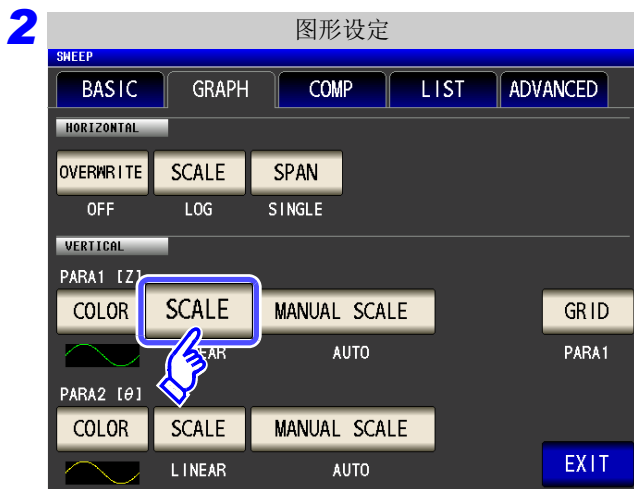 2
图形设定
SWEEP
BASIC GRAPH COMP LIST ADVANCED
HORIZONTAL
OVERWRITE SCALE SPAN
OFF LOG SINGLE
VERTICAL
PARA1 [Z]
COLOR SCALE MANUAL SCALE GRID
AUTO PARA1
PARA2 [θ]
COLOR SCALE MANUAL SCALE
LINEAR AUTO EXIT